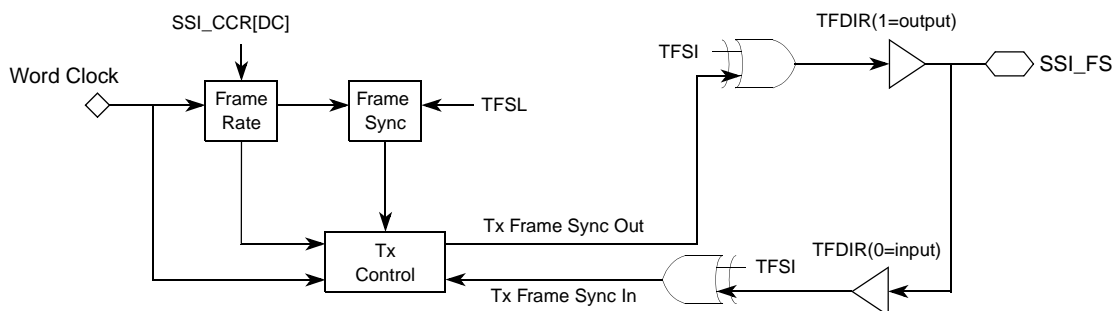 SSI_CCR[DC]
TFDIR(1=output)
TFSI
SSI_FS
Word Clock
Frame
Rate
Frame
Sync
TFSL
Tx Frame Sync Out
Tx
Control
TFDIR(0=input)
TFSI
Tx Frame Sync In